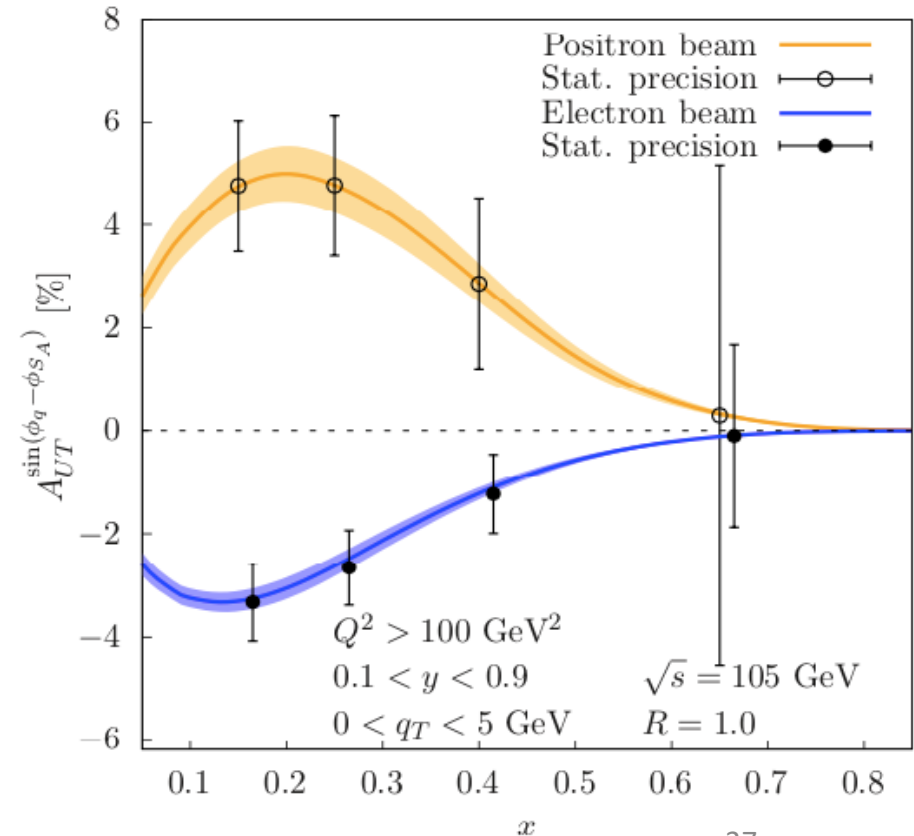 8
6
4
2
0
−2
−4
−6
A_{UT}^{sin(ϕ_q−ϕ_{S_A})} [%]
Positron beam
Stat. precision
Electron beam
Stat. precision
Q² > 100 GeV²
0.1 < y < 0.9
0 < q_T < 5 GeV
√s = 105 GeV
R = 1.0
0.1 0.2 0.3 0.4 0.5 0.6 0.7 0.8
x